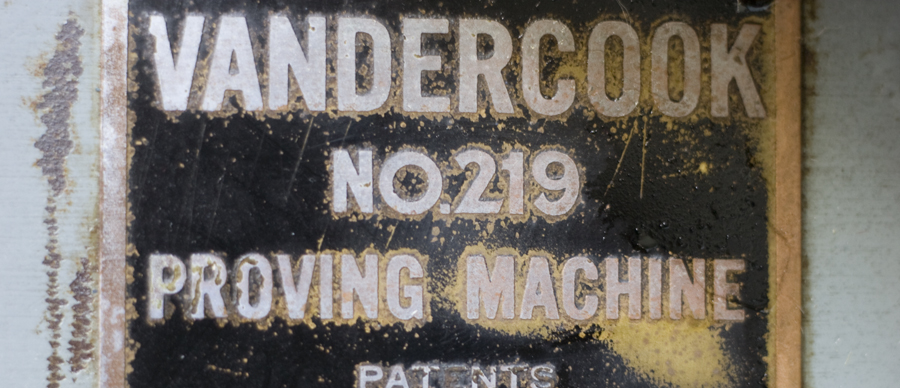 VANDERCOOK
NO.219
PROVING MACHINE
PATENTS